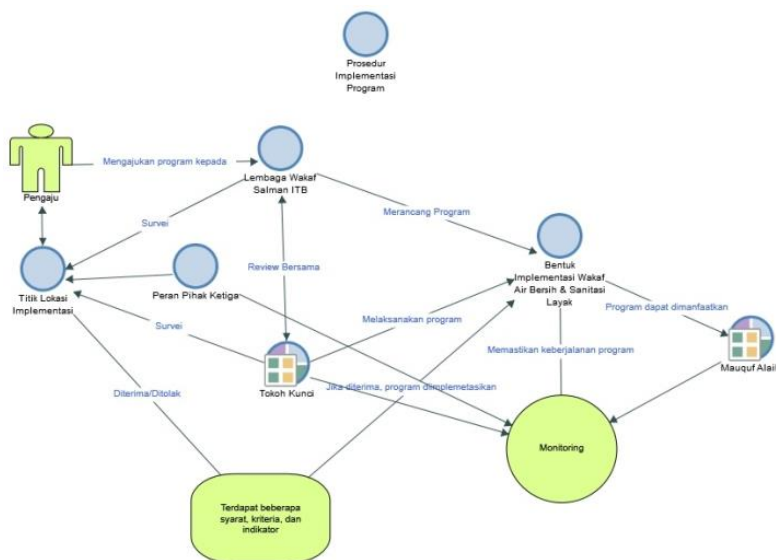 Prosedur
Implementasi
Program
Pengaju
Mengajukan program kepada
Lembaga Wakaf
Salman ITB
Survei
Merancang Program
Titik Lokasi
Implementasi
Peran Pihak Ketiga
Review Bersama
Bentuk
Implementasi Wakaf
Air Bersih & Sanitasi
Layak
Survei
Melaksanakan program
Program dapat dimanfaatkan
Memastikan keberjalanan program
Mauquf Alaih
Tokoh Kunci
Diterima/Ditolak
Jika diterima, program diimplemetasikan
Monitoring
Terdapat beberapa
syarat, kriteria, dan
indikator